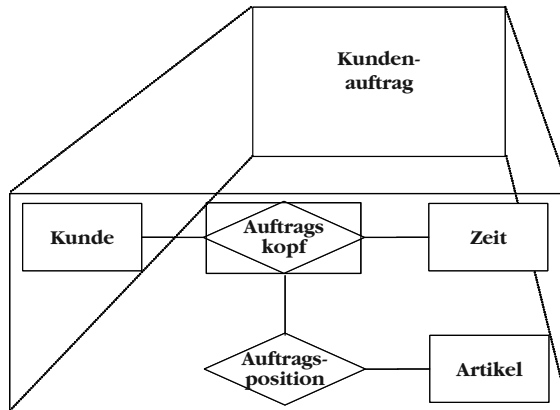 Kunden-
auftrag
Kunde
Auftrags
kopf
Zeit
Auftrags-
position
Artikel